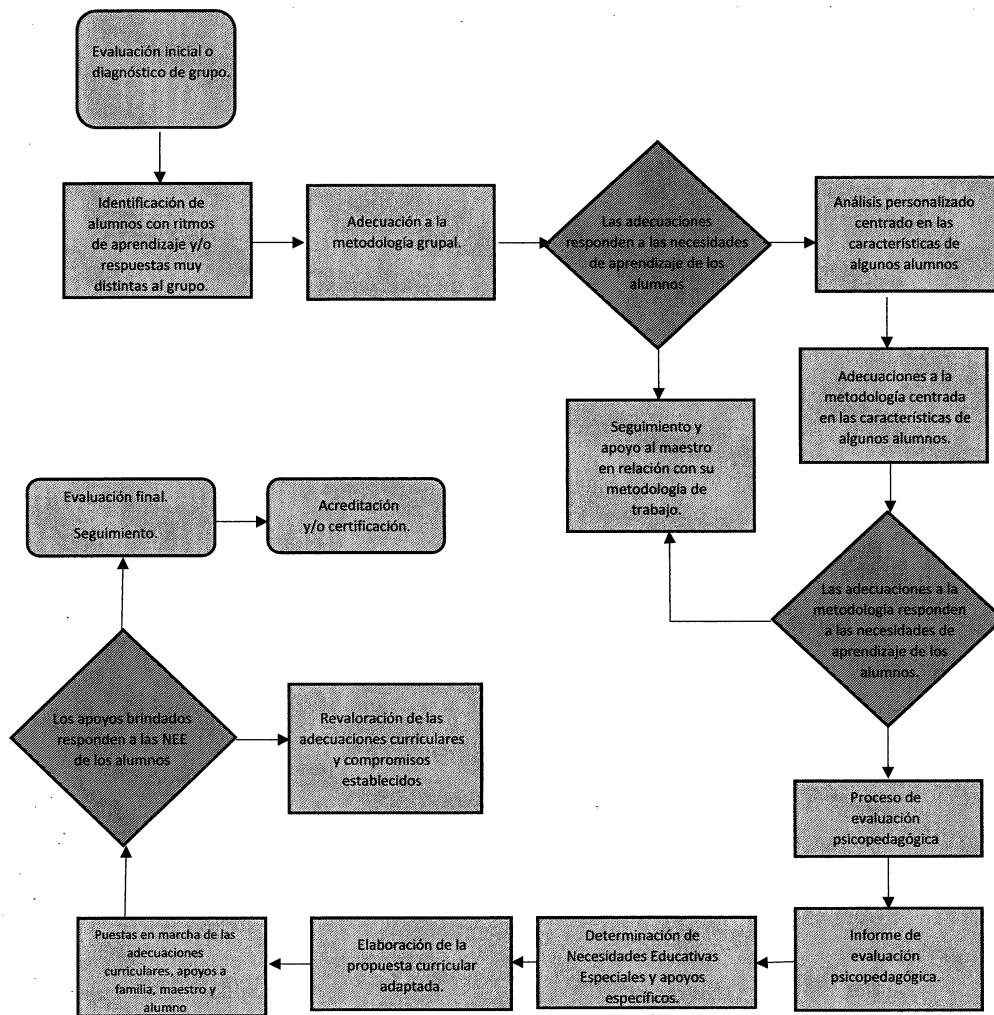 Evaluación inicial o
diagnóstico de grupo.
Identificación de
alumnos con ritmos
de aprendizaje y/o
respuestas muy
distintas al grupo.
Adecuación a la
metodología grupal.
Las adecuaciones
responden a las necesidades
de aprendizaje de los
alumnos
Análisis personalizado
centrado en las
características de
algunos alumnos
Seguimiento y
apoyo al maestro
en relación con su
metodología de
trabajo.
Adecuaciones a la
metodología centrada
en las características de
algunos alumnos.
Las adecuaciones a la
metodología responden
a las necesidades de
aprendizaje de los
alumnos.
Proceso de
evaluación
psicopedagógica
Informe de
evaluación
psicopedagógica.
Determinación de
Necesidades Educativas
Especiales y apoyos
específicos.
Elaboración de la
propuesta curricular
adaptada.
Puestas en marcha de las
adecuaciones
curriculares, apoyos a
familia, maestro y
alumno
Los apoyos brindados
responden a las NEE
de los alumnos
Revaloración de las
adecuaciones curriculares
y compromisos
establecidos
Evaluación final.
Seguimiento.
Acreditación
y/o certificación.